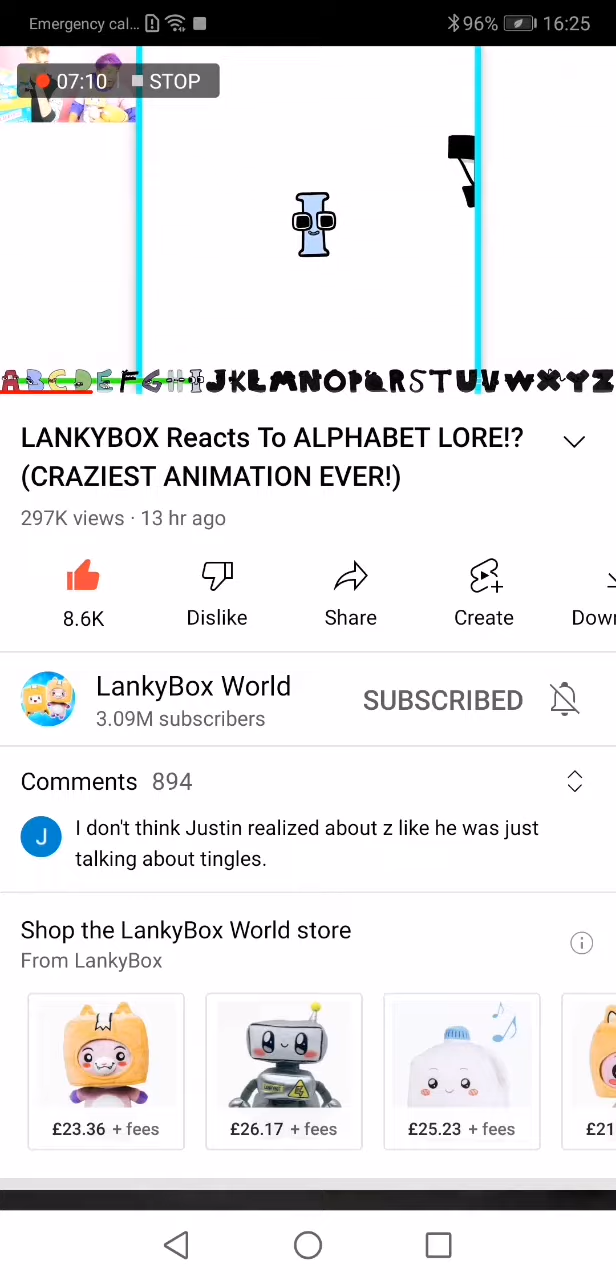 Emergency cal...
96%
16:25
07:10
STOP
ABCDEFGHIJKLMNOPQRSTUVWXYZ
LANKYBOX Reacts To ALPHABET LORE!?
(CRAZIEST ANIMATION EVER!)
297K views · 13 hr ago
8.6K
Dislike
Share
Create
Down
LankyBox World
3.09M subscribers
SUBSCRIBED
Comments 894
J
I don't think Justin realized about z like he was just
talking about tingles.
Shop the LankyBox World store
From LankyBox
£23.36 + fees
£26.17 + fees
£25.23 + fees
£21